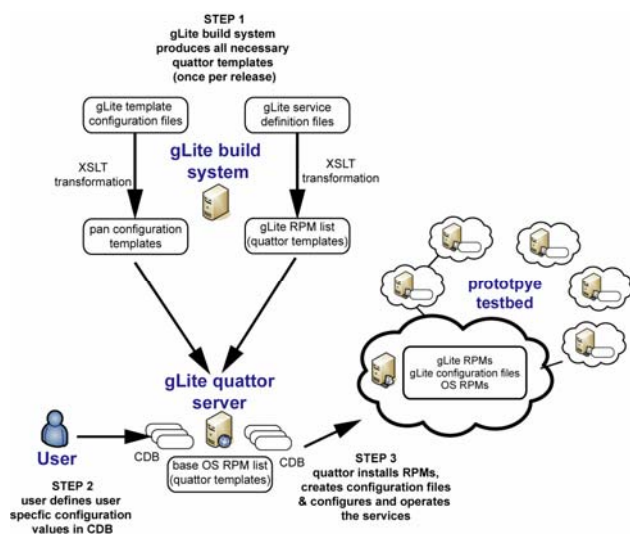 STEP 1
gLite build system
produces all necessary
quattor templates
(once per release)
gLite template
configuration files
gLite service
definition files
XSLT
transformation
gLite build
system
XSLT
transformation
pan configuration
templates
gLite RPM list
(quattor templates)
prototpye
testbed
gLite RPMs
gLite configuration files
OS RPMs
gLite quattor
server
User
CDB
CDB
base OS RPM list
(quattor templates)
STEP 2
user defines user
specfic configuration
values in CDB
STEP 3
quattor installs RPMs,
creates configuration files
& configures and operates
the services